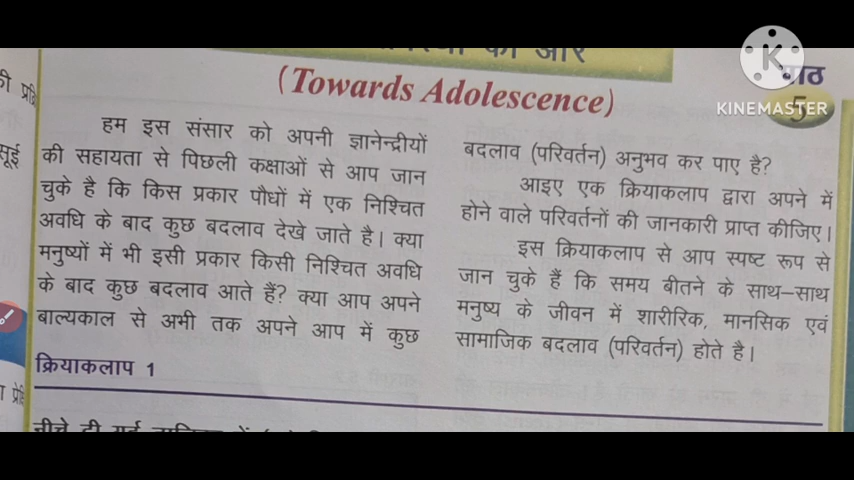 की ओर
(Towards Adolescence)
पाठ
5
KINEMASTER
हम इस संसार को अपनी ज्ञानेन्द्रीयों
की सहायता से पिछली कक्षाओं से आप जान
चुके है कि किस प्रकार पौधों में एक निश्चित
अवधि के बाद कुछ बदलाव देखे जाते है। क्या
मनुष्यों में भी इसी प्रकार किसी निश्चित अवधि
के बाद कुछ बदलाव आते हैं? क्या आप अपने
बाल्यकाल से अभी तक अपने आप में कुछ
बदलाव (परिवर्तन) अनुभव कर पाए है?
आइए एक क्रियाकलाप द्वारा अपने में
होने वाले परिवर्तनों की जानकारी प्राप्त कीजिए।
इस क्रियाकलाप से आप स्पष्ट रूप से
जान चुके हैं कि समय बीतने के साथ–साथ
मनुष्य के जीवन में शारीरिक, मानसिक एवं
सामाजिक बदलाव (परिवर्तन) होते है।
क्रियाकलाप 1
नीचे दी गई